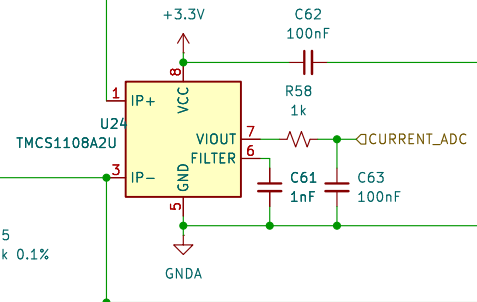 +3.3V
C62
100nF
8
VCC
R58
1k
1
IP+
U24
TMCS1108A2U
VIOUT
7
CURRENT_ADC
FILTER
6
3
IP-
GND
5
C61
1nF
C63
100nF
GNDA
5
k 0.1%